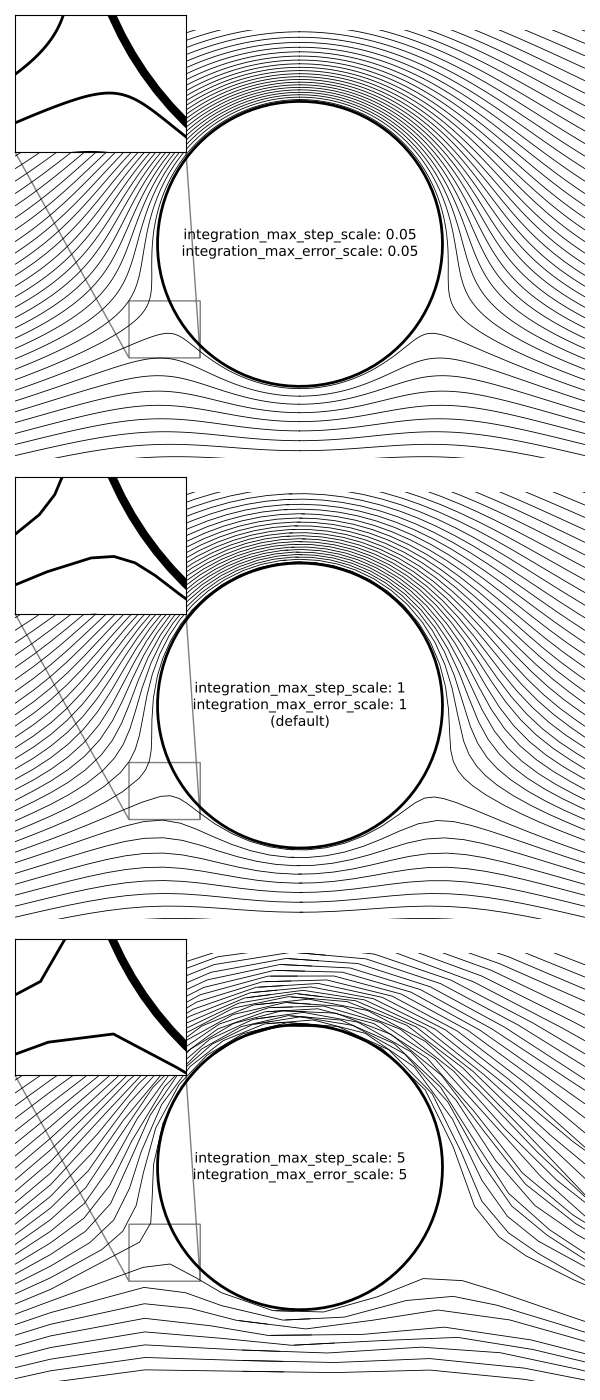 integration_max_step_scale: 0.05
integration_max_error_scale: 0.05
integration_max_step_scale: 1
integration_max_error_scale: 1
(default)
integration_max_step_scale: 5
integration_max_error_scale: 5